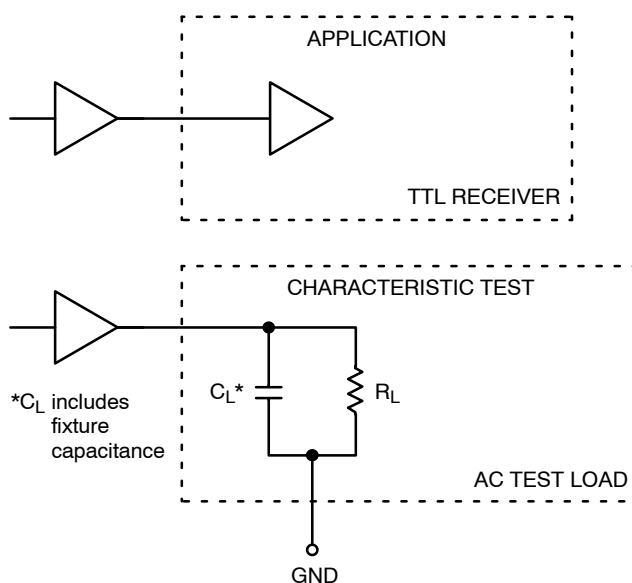 APPLICATION
TTL RECEIVER
CHARACTERISTIC TEST
*CL includes
fixture
capacitance
CL*
RL
AC TEST LOAD
GND